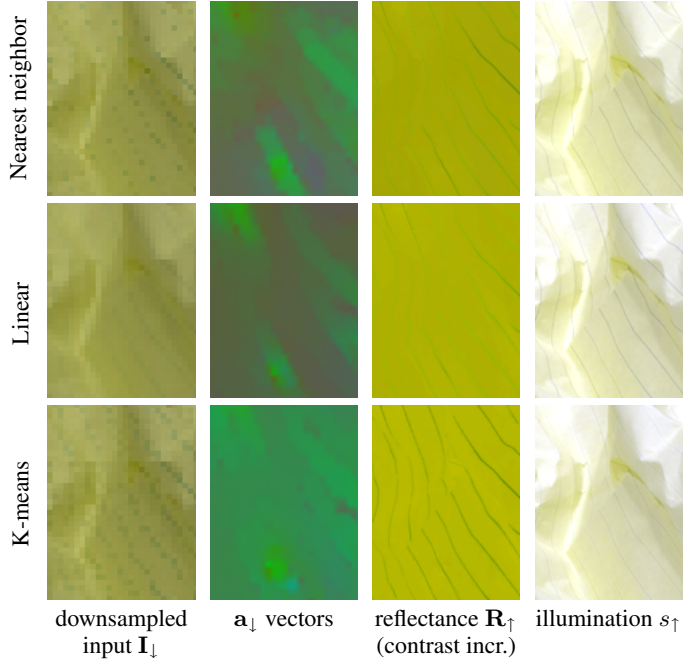 Nearest neighbor
Linear
K-means
downsampled
input I↓
a↓ vectors
reflectance R↑
(contrast incr.)
illumination s↑